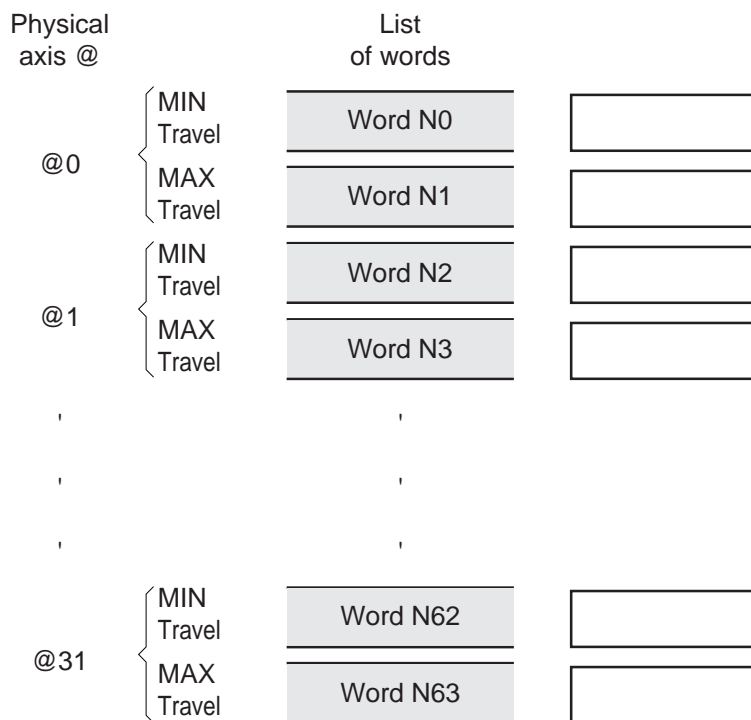 Physical axis @
List of words
@0
MIN Travel
Word N0
MAX Travel
Word N1
@1
MIN Travel
Word N2
MAX Travel
Word N3
' '
' '
' '
@31
MIN Travel
Word N62
MAX Travel
Word N63